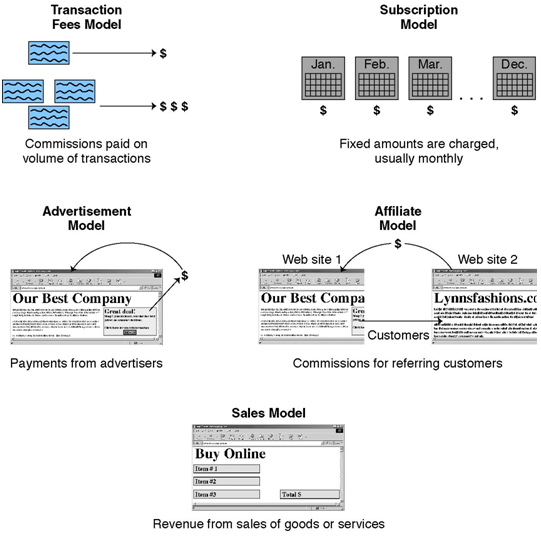 Transaction
Fees Model
$
$ $ $
Commissions paid on
volume of transactions
Subscription
Model
Jan.
Feb.
Mar.
Dec.
$
$
$
. . .
$
Fixed amounts are charged,
usually monthly
Advertisement
Model
$
Our Best Company
Great deal!
Payments from advertisers
Affiliate
Model
$
Web site 1
Web site 2
Our Best Compa
Grea
Lynnsfashions.co
Customers
Commissions for referring customers
Sales Model
Buy Online
Item # 1
Item #2
Item #3
Total $
Revenue from sales of goods or services